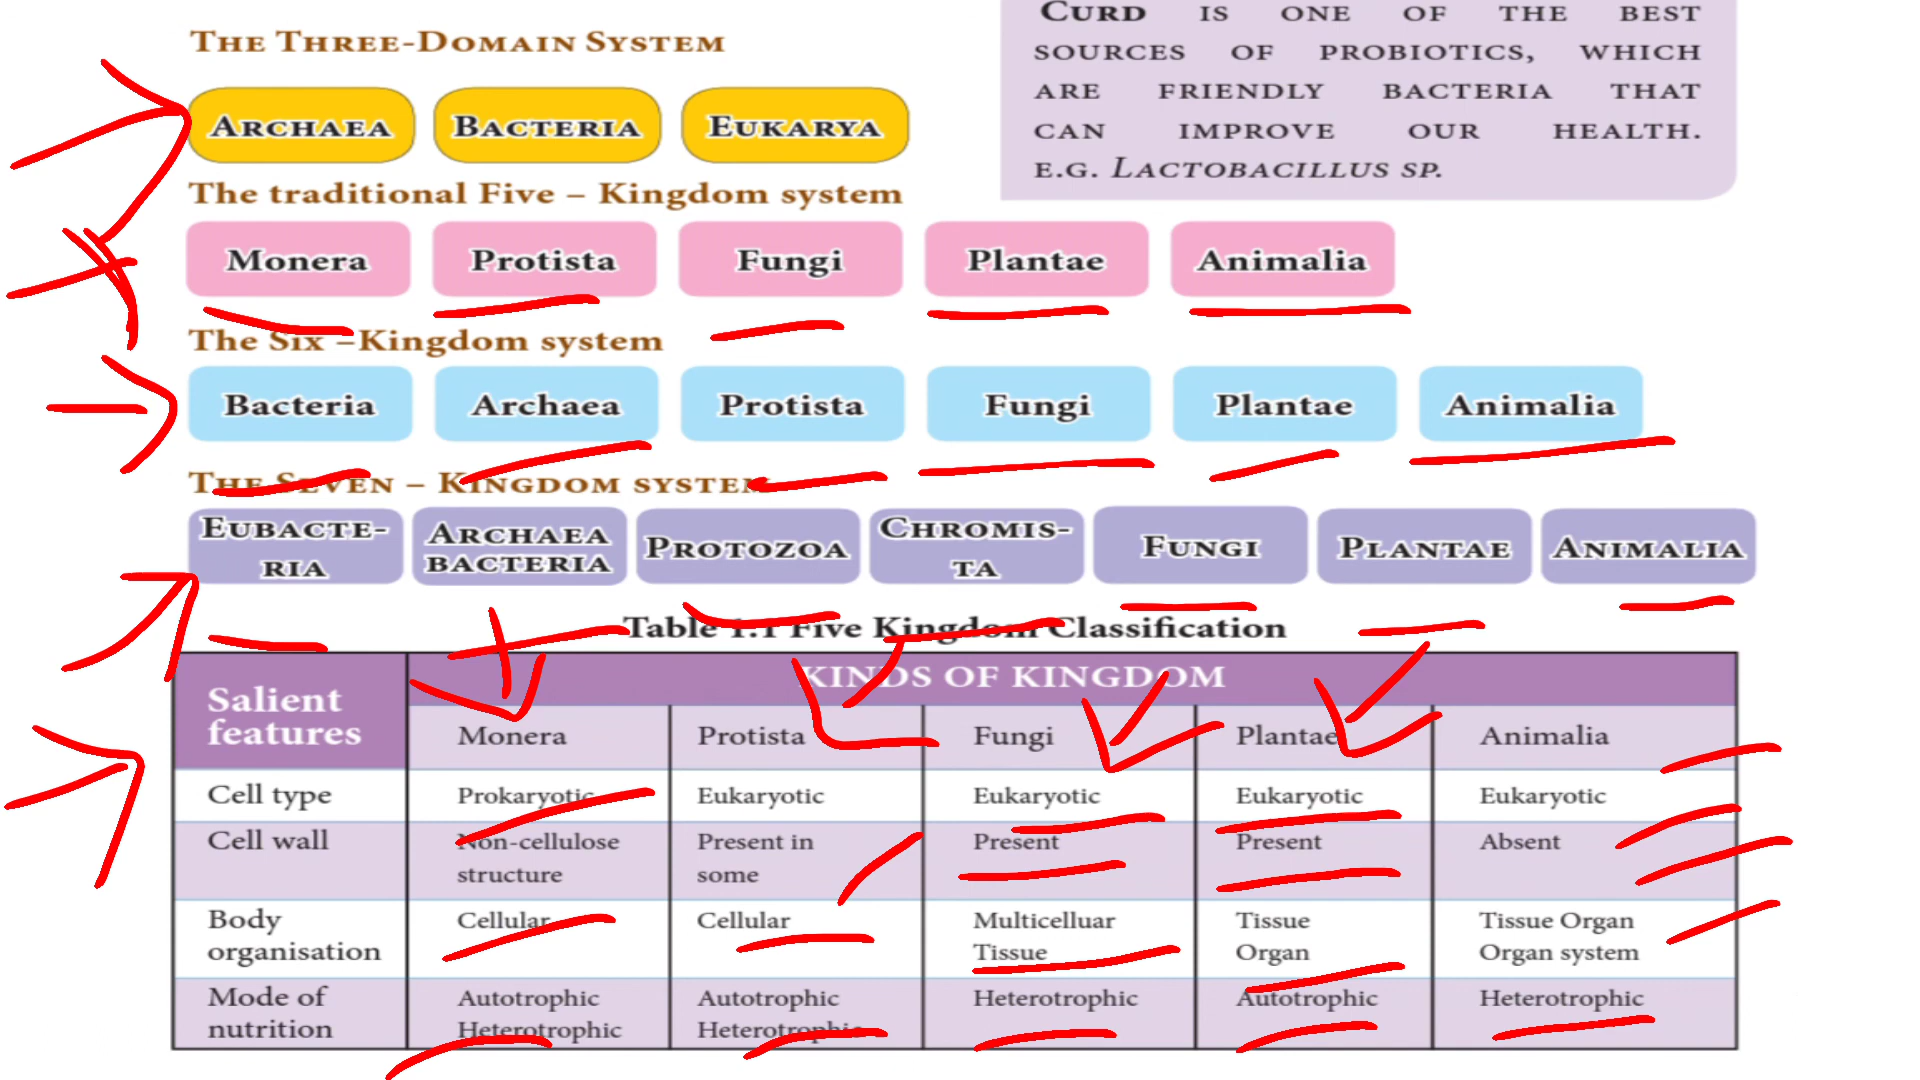 THE THREE-DOMAIN SYSTEM
ARCHAEA BACTERIA EUKARYA
CURD IS ONE OF THE BEST
SOURCES OF PROBIOTICS, WHICH
ARE FRIENDLY BACTERIA THAT
CAN IMPROVE OUR HEALTH.
E.G. LACTOBACILLUS SP.
The traditional Five – Kingdom system
Monera Protista Fungi Plantae Animalia
The Six –Kingdom system
Bacteria Archaea Protista Fungi Plantae Animalia
THE SEVEN – KINGDOM SYSTEM
EUBACTE-
RIA
ARCHAEA
BACTERIA
PROTOZOA
CHROMIS-
TA
FUNGI
PLANTAE
ANIMALIA
Table 1.1 Five Kingdom Classification
Salient
features
KINDS OF KINGDOM
Monera Protista Fungi Plantae Animalia
Cell type Prokaryotic Eukaryotic Eukaryotic Eukaryotic Eukaryotic
Cell wall Non-cellulose Present in Present Present Absent
structure some
Body Cellular Cellular Multicelluar Tissue Tissue Organ
organisation Tissue Organ Organ system
Mode of Autotrophic Autotrophic Heterotrophic Autotrophic Heterotrophic
nutrition Heterotrophic Heterotrophic